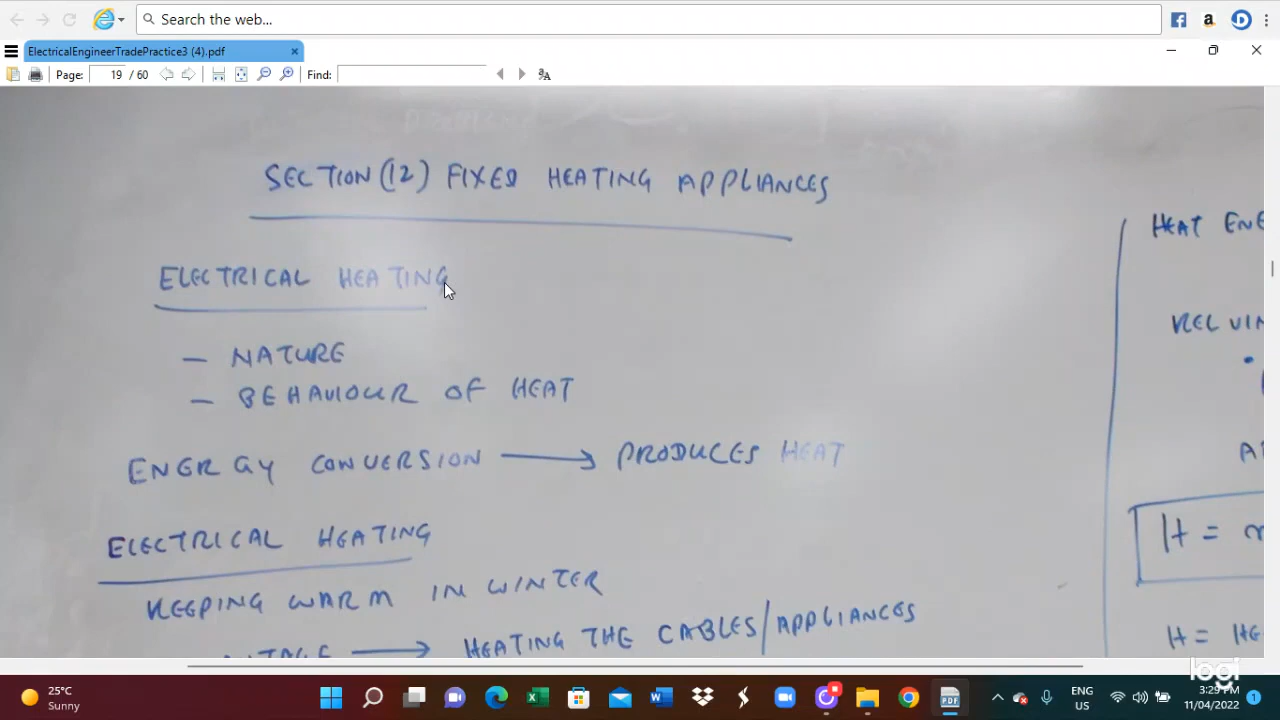 Search the web...
ElectricalEngineerTradePractice3 (4).pdf
Page: 19 / 60 Find:
SECTION (12) FIXED HEATING APPLIANCES
ELECTRICAL HEATING
— NATURE
— BEHAVIOUR OF HEAT
ENERGY CONVERSION → PRODUCES HEAT
ELECTRICAL HEATING
KEEPING WARM IN WINTER
→ HEATING THE CABLES/APPLIANCES
HEAT ENE
H = m
H = HE
25°C
Sunny
ENG
US
3:29 PM
11/04/2022
logi